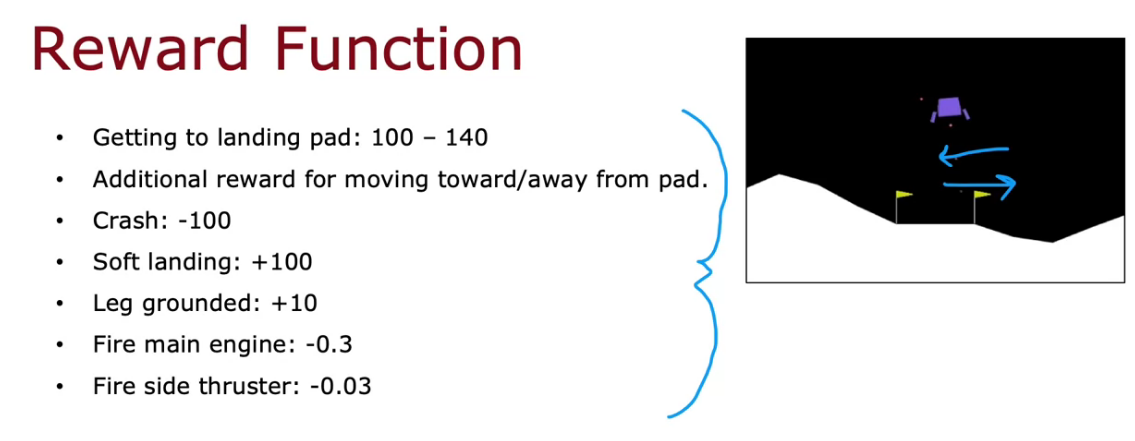 Reward Function
• Getting to landing pad: 100 – 140
• Additional reward for moving toward/away from pad.
• Crash: -100
• Soft landing: +100
• Leg grounded: +10
• Fire main engine: -0.3
• Fire side thruster: -0.03